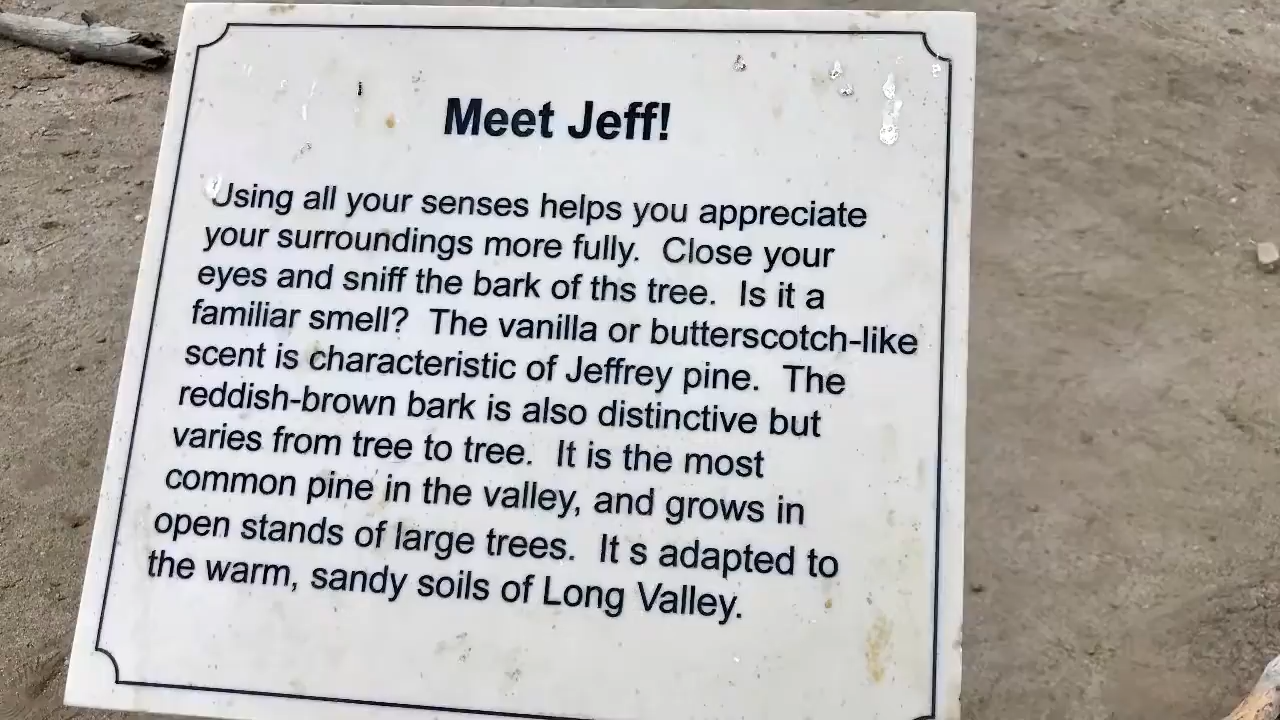 Meet Jeff!
Using all your senses helps you appreciate
your surroundings more fully. Close your
eyes and sniff the bark of ths tree. Is it a
familiar smell? The vanilla or butterscotch-like
scent is characteristic of Jeffrey pine. The
reddish-brown bark is also distinctive but
varies from tree to tree. It is the most
common pine in the valley, and grows in
open stands of large trees. It s adapted to
the warm, sandy soils of Long Valley.